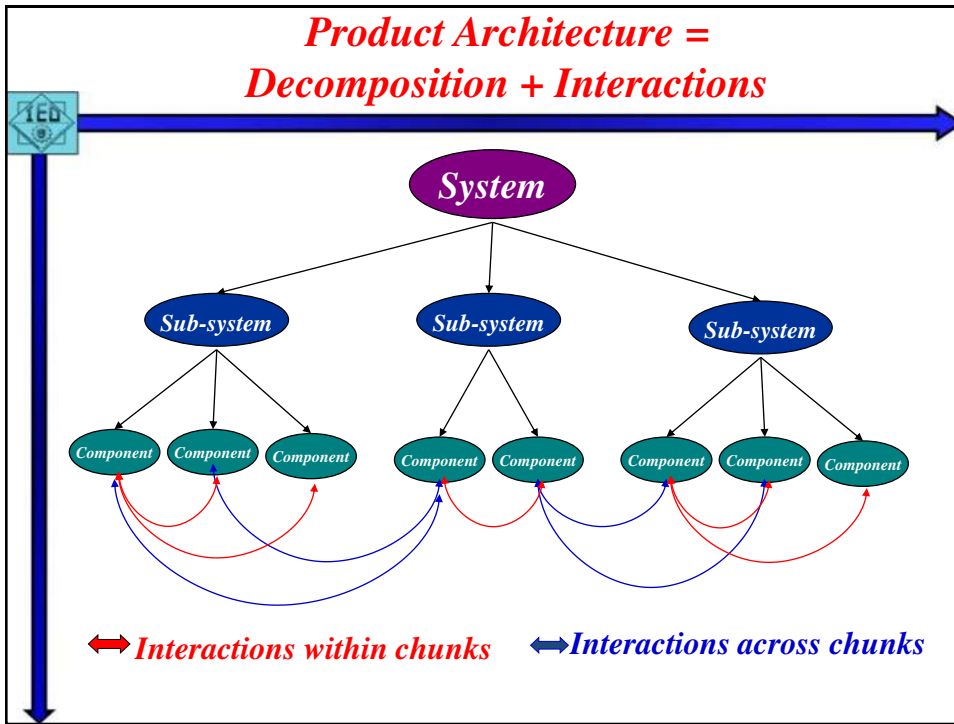 Product Architecture =
Decomposition + Interactions
IED
System
Sub-system
Sub-system
Sub-system
Component
Component
Component
Component
Component
Component
Component
Component
Interactions within chunks
Interactions across chunks